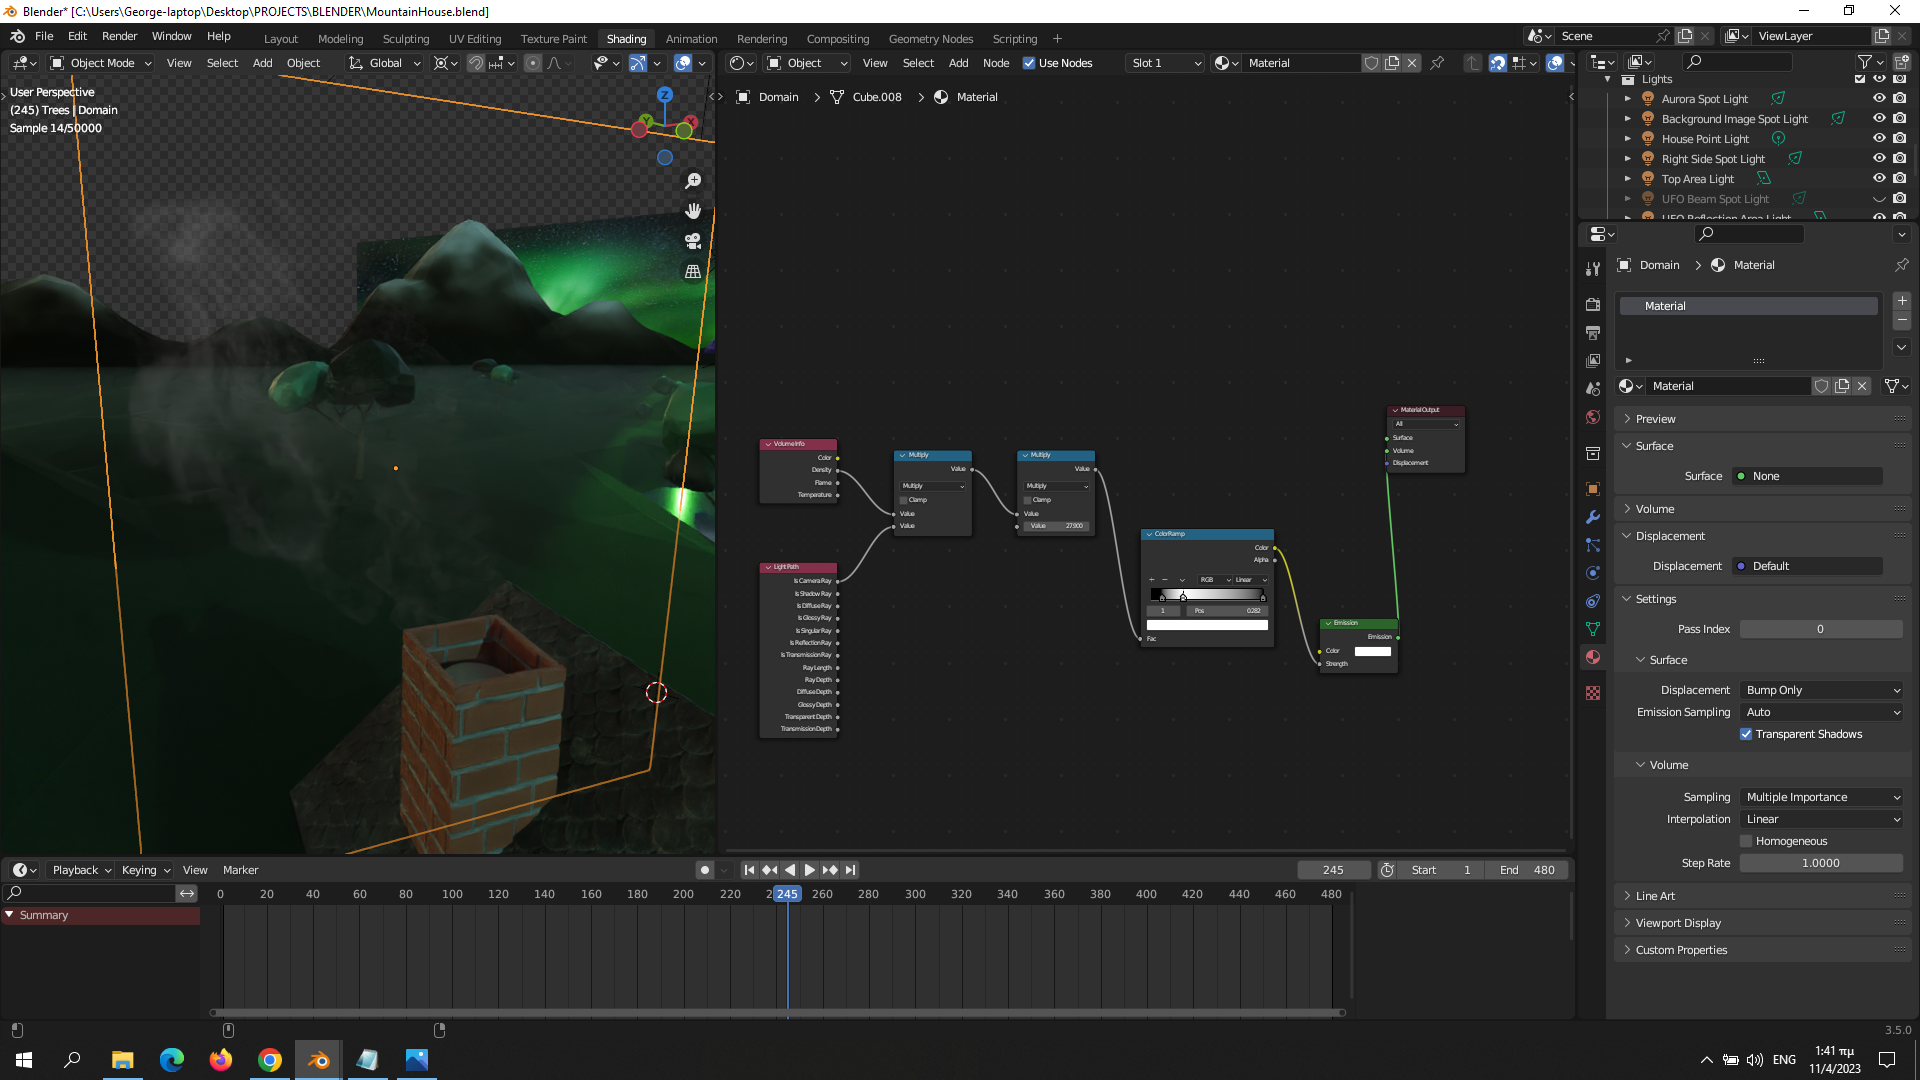 Blender* [C:\Users\George-laptop\Desktop\PROJECTS\BLENDER\MountainHouse.blend]
File Edit Render Window Help Layout Modeling Sculpting UV Editing Texture Paint Shading Animation Rendering Compositing Geometry Nodes Scripting + Scene ViewLayer
Object Mode View Select Add Object Global Object View Select Add Node Use Nodes Slot 1 Material
User Perspective
(245) Trees | Domain
Sample 14/50000
Z
Y
X
Domain > Cube.008 > Material
Lights
Aurora Spot Light
Background Image Spot Light
House Point Light
Right Side Spot Light
Top Area Light
UFO Beam Spot Light
UFO Reflection Area Light
Domain > Material
Material
Material
Preview
Surface
Surface None
Volume
Displacement
Displacement Default
Settings
Pass Index 0
Surface
Displacement Bump Only
Emission Sampling Auto
Transparent Shadows
Volume
Sampling Multiple Importance
Interpolation Linear
Homogeneous
Step Rate 1.0000
Line Art
Viewport Display
Custom Properties
Volume Info
Color
Density
Flame
Temperature
Light Path
Is Camera Ray
Is Shadow Ray
Is Diffuse Ray
Is Glossy Ray
Is Singular Ray
Is Reflection Ray
Is Transmission Ray
Ray Length
Ray Depth
Diffuse Depth
Glossy Depth
Transparent Depth
Transmission Depth
Multiply
Value
Multiply
Clamp
Value
Value
Multiply
Value
Multiply
Clamp
Value
Value 27.900
ColorRamp
Color
Alpha
+ − RGB Linear
1 Pos 0.282
Fac
Emission
Emission
Color
Strength
Material Output
All
Surface
Volume
Displacement
Playback Keying View Marker 245 Start 1 End 480
0 20 40 60 80 100 120 140 160 180 200 220 2 245 260 280 300 320 340 360 380 400 420 440 460 480
Summary
3.5.0
ENG 1:41 πμ
11/4/2023